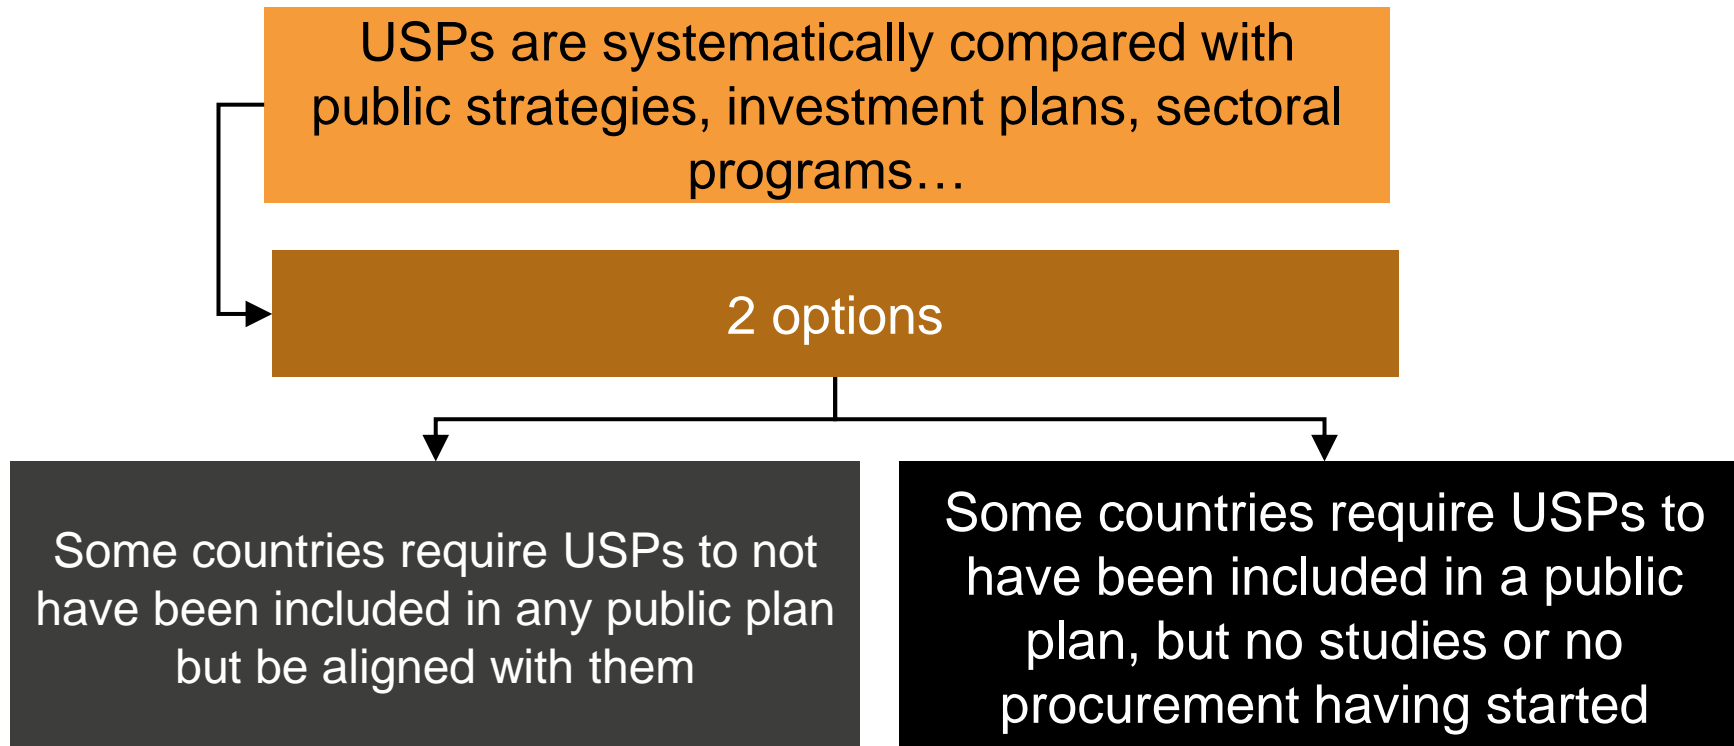 USPs are systematically compared with
public strategies, investment plans, sectoral
programs…
2 options
Some countries require USPs to not
have been included in any public plan
but be aligned with them
Some countries require USPs to
have been included in a public
plan, but no studies or no
procurement having started